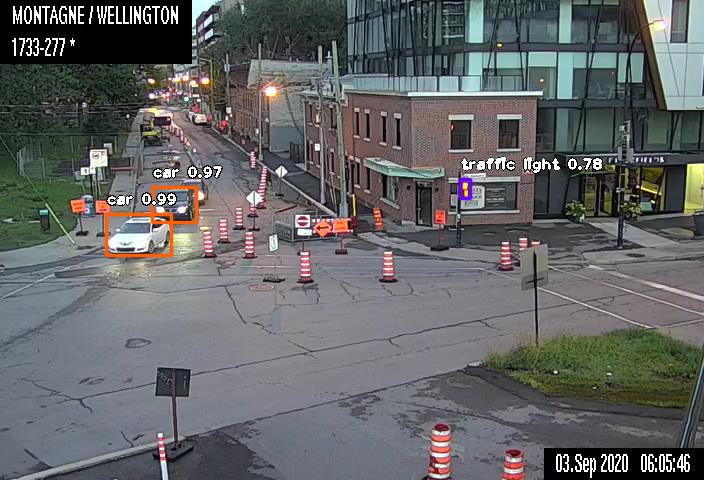 MONTAGNE / WELLINGTON
1733-277 *
car 0.97
traffic light 0.78
car 0.99
03.Sep 2020 06:05:46